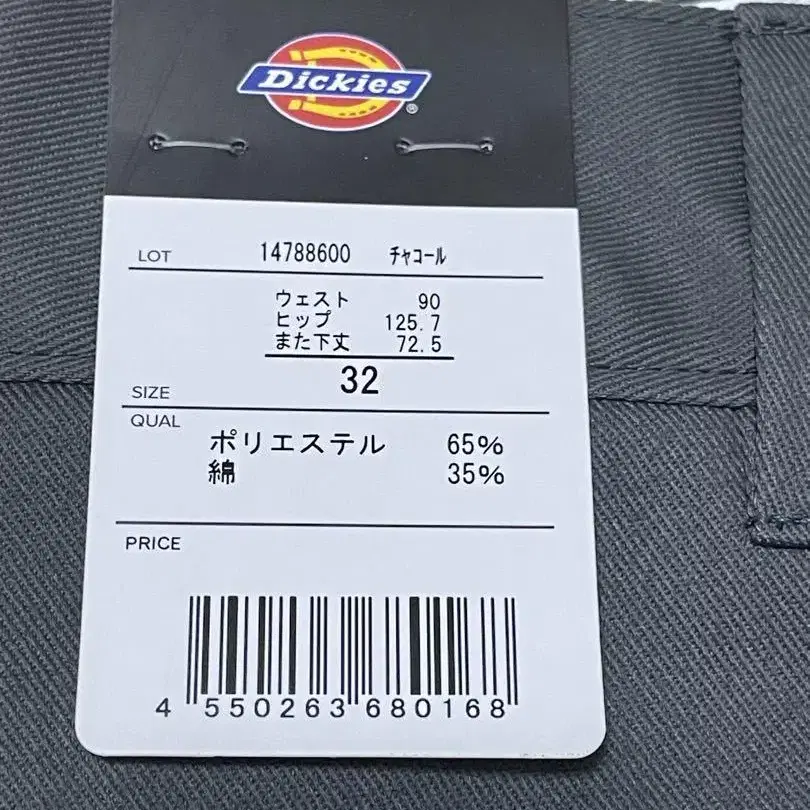 Dickies
®
LOT 14788600 チャコール
ウェスト 90
ヒップ 125.7
また下丈 72.5
SIZE 32
QUAL
ポリエステル 65%
綿 35%
PRICE
4 550263 680168